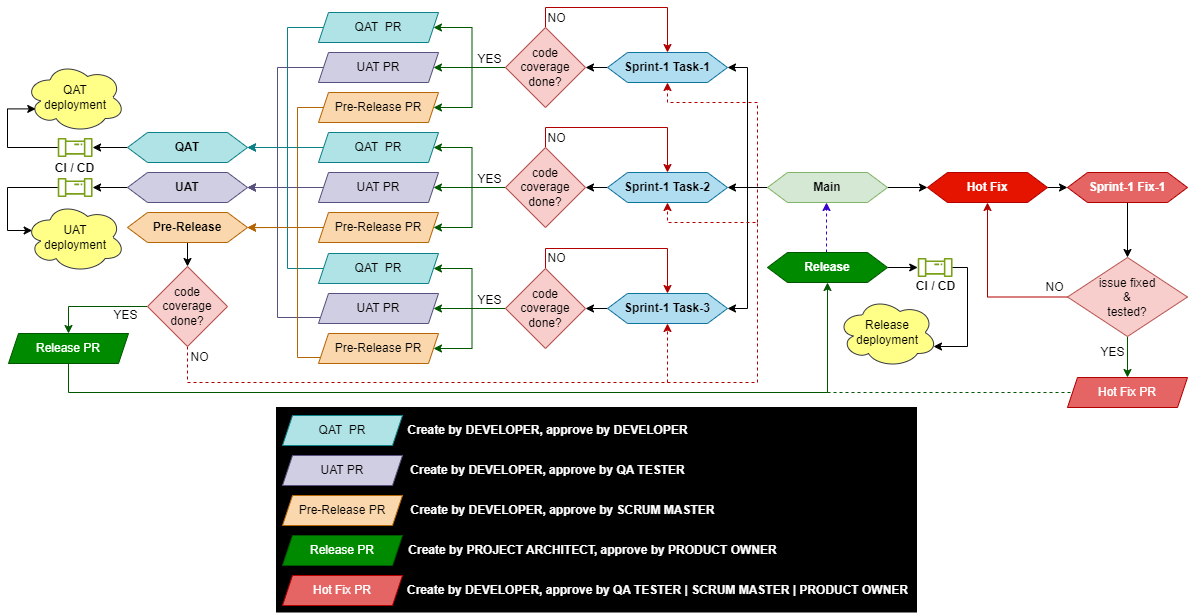 QAT  PR
UAT PR
Pre-Release PR
YES
NO
code
coverage
done?
Sprint-1 Task-1
QAT
deployment
CI / CD
QAT
UAT
Pre-Release
UAT
deployment
QAT  PR
UAT PR
Pre-Release PR
YES
NO
code
coverage
done?
Sprint-1 Task-2
Main
Hot Fix
Sprint-1 Fix-1
QAT  PR
UAT PR
Pre-Release PR
YES
NO
code
coverage
done?
Sprint-1 Task-3
Release
CI / CD
Release
deployment
NO
issue fixed
&
tested?
YES
Hot Fix PR
code
coverage
done?
YES
NO
Release PR
QAT  PR
Create by DEVELOPER, approve by DEVELOPER
UAT PR
Create by DEVELOPER, approve by QA TESTER
Pre-Release PR
Create by DEVELOPER, approve by SCRUM MASTER
Release PR
Create by PROJECT ARCHITECT, approve by PRODUCT OWNER
Hot Fix PR
Create by DEVELOPER, approve by QA TESTER | SCRUM MASTER | PRODUCT OWNER